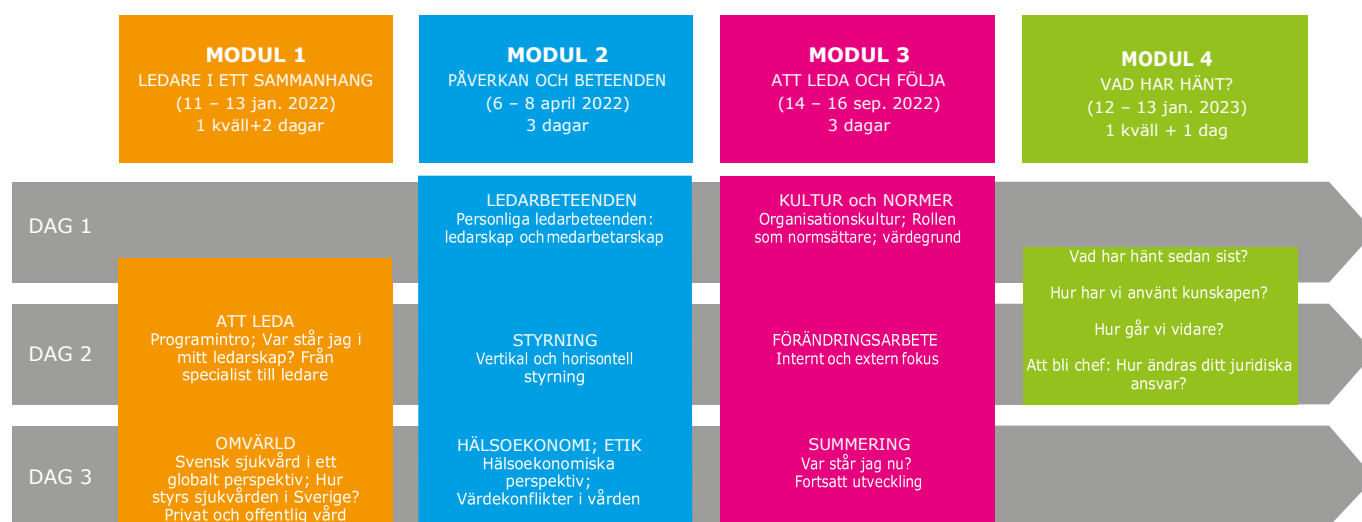 MODUL 1
LEDARE I ETT SAMMANHANG
(11 – 13 jan. 2022)
1 kväll+2 dagar
MODUL 2
PÅVERKAN OCH BETEENDEN
(6 – 8 april 2022)
3 dagar
MODUL 3
ATT LEDA OCH FÖLJA
(14 – 16 sep. 2022)
3 dagar
MODUL 4
VAD HAR HÄNT?
(12 – 13 jan. 2023)
1 kväll + 1 dag
DAG 1
LEDARBETEENDEN
Personliga ledarbeteenden:
ledarskap och medarbetarskap
KULTUR och NORMER
Organisationskultur; Rollen
som normsättare; värdegrund
DAG 2
ATT LEDA
Programintro; Var står jag i
mitt ledarskap? Från
specialist till ledare
STYRNING
Vertikal och horisontell
styrning
FÖRÄNDRINGSARBETE
Internt och extern fokus
Vad har hänt sedan sist?
Hur har vi använt kunskapen?
Hur går vi vidare?
Att bli chef: Hur ändras ditt juridiska
ansvar?
DAG 3
OMVÄRLD
Svensk sjukvård i ett
globalt perspektiv; Hur
styrs sjukvården i Sverige?
Privat och offentlig vård
HÄLSOEKONOMI; ETIK
Hälsoekonomiska
perspektiv;
Värdekonflikter i vården
SUMMERING
Var står jag nu?
Fortsatt utveckling